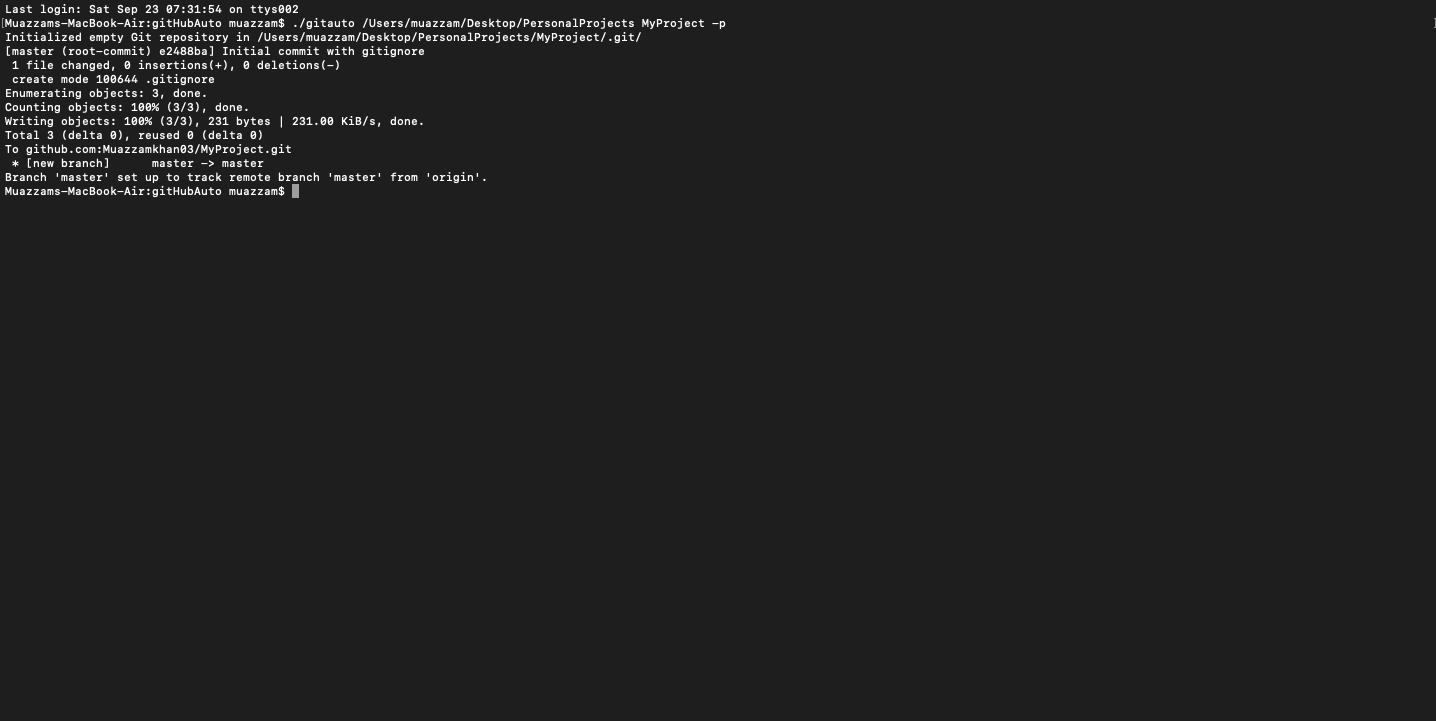 Last login: Sat Sep 23 07:31:54 on ttys002
[Muazzams-MacBook-Air:gitHubAuto muazzam$ ./gitauto /Users/muazzam/Desktop/PersonalProjects MyProject -p ]
Initialized empty Git repository in /Users/muazzam/Desktop/PersonalProjects/MyProject/.git/
[master (root-commit) e2488ba] Initial commit with gitignore
 1 file changed, 0 insertions(+), 0 deletions(-)
 create mode 100644 .gitignore
Enumerating objects: 3, done.
Counting objects: 100% (3/3), done.
Writing objects: 100% (3/3), 231 bytes | 231.00 KiB/s, done.
Total 3 (delta 0), reused 0 (delta 0)
To github.com:Muazzamkhan03/MyProject.git
 * [new branch]      master -> master
Branch 'master' set up to track remote branch 'master' from 'origin'.
Muazzams-MacBook-Air:gitHubAuto muazzam$